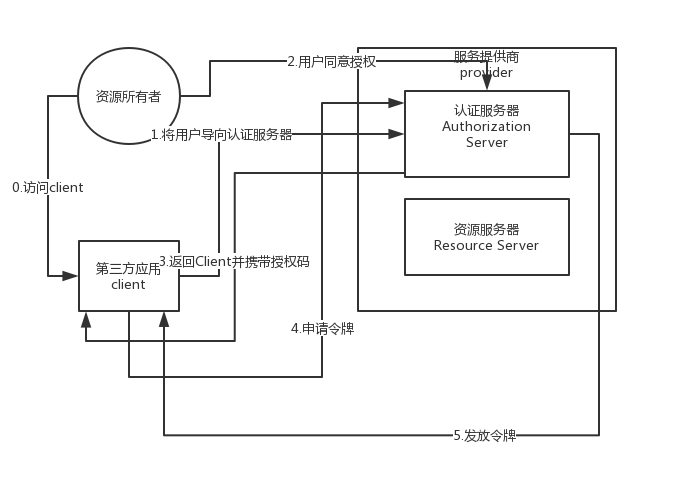 2.用户同意授权
服务提供商
provider
资源所有者
认证服务器
Authorization
Server
1.将用户导向认证服务器
0.访问client
资源服务器
Resource Server
第三方应用
client
3.返回Client并携带授权码
4.申请令牌
5.发放令牌